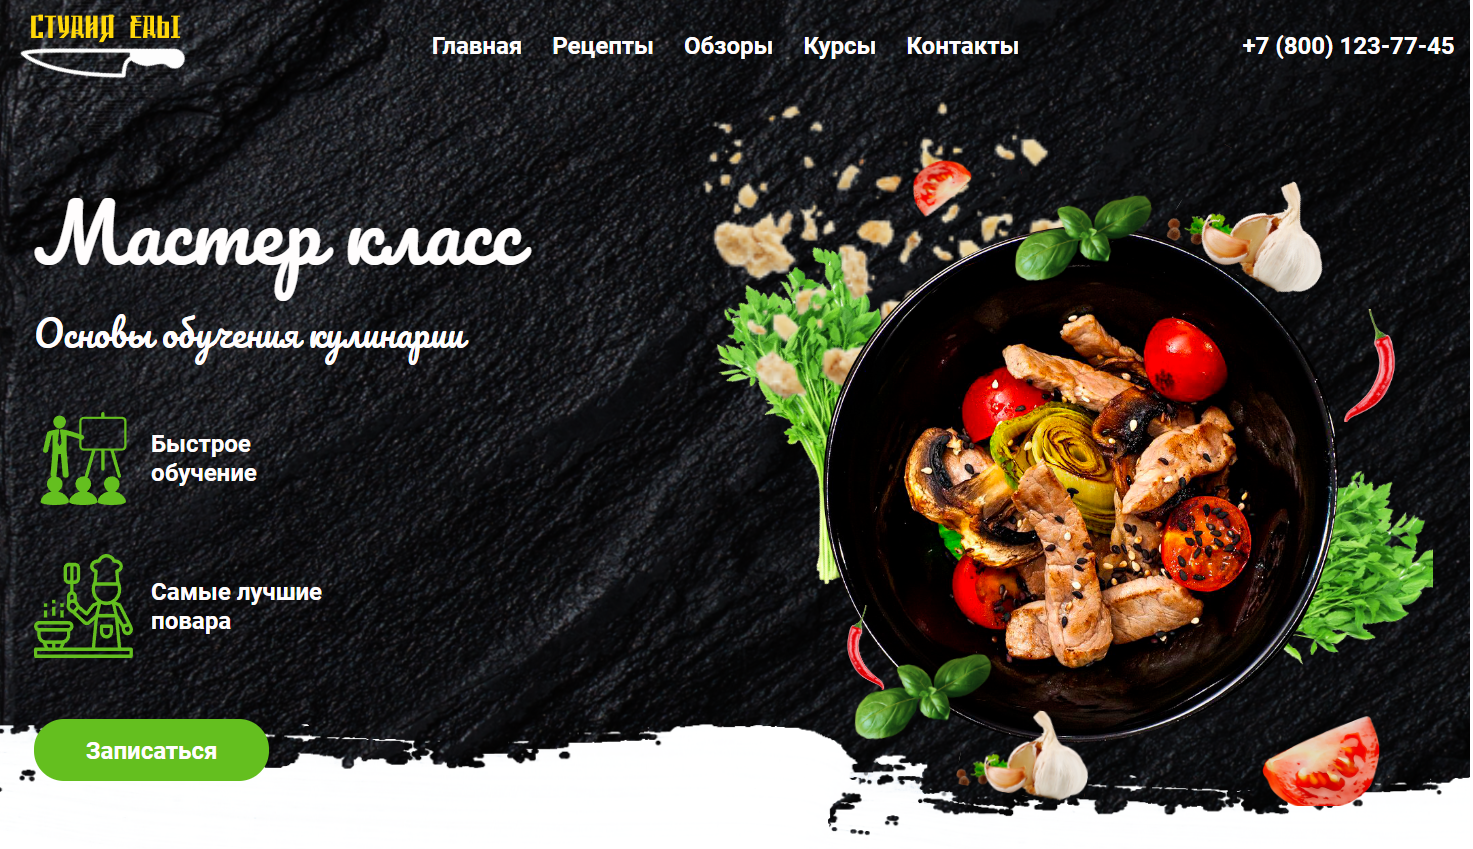 СТУДИЯ ЕДЫ
Главная Рецепты Обзоры Курсы Контакты
+7 (800) 123-77-45
Мастер класс
Основы обучения кулинарии
Быстрое
обучение
Самые лучшие
повара
Записаться